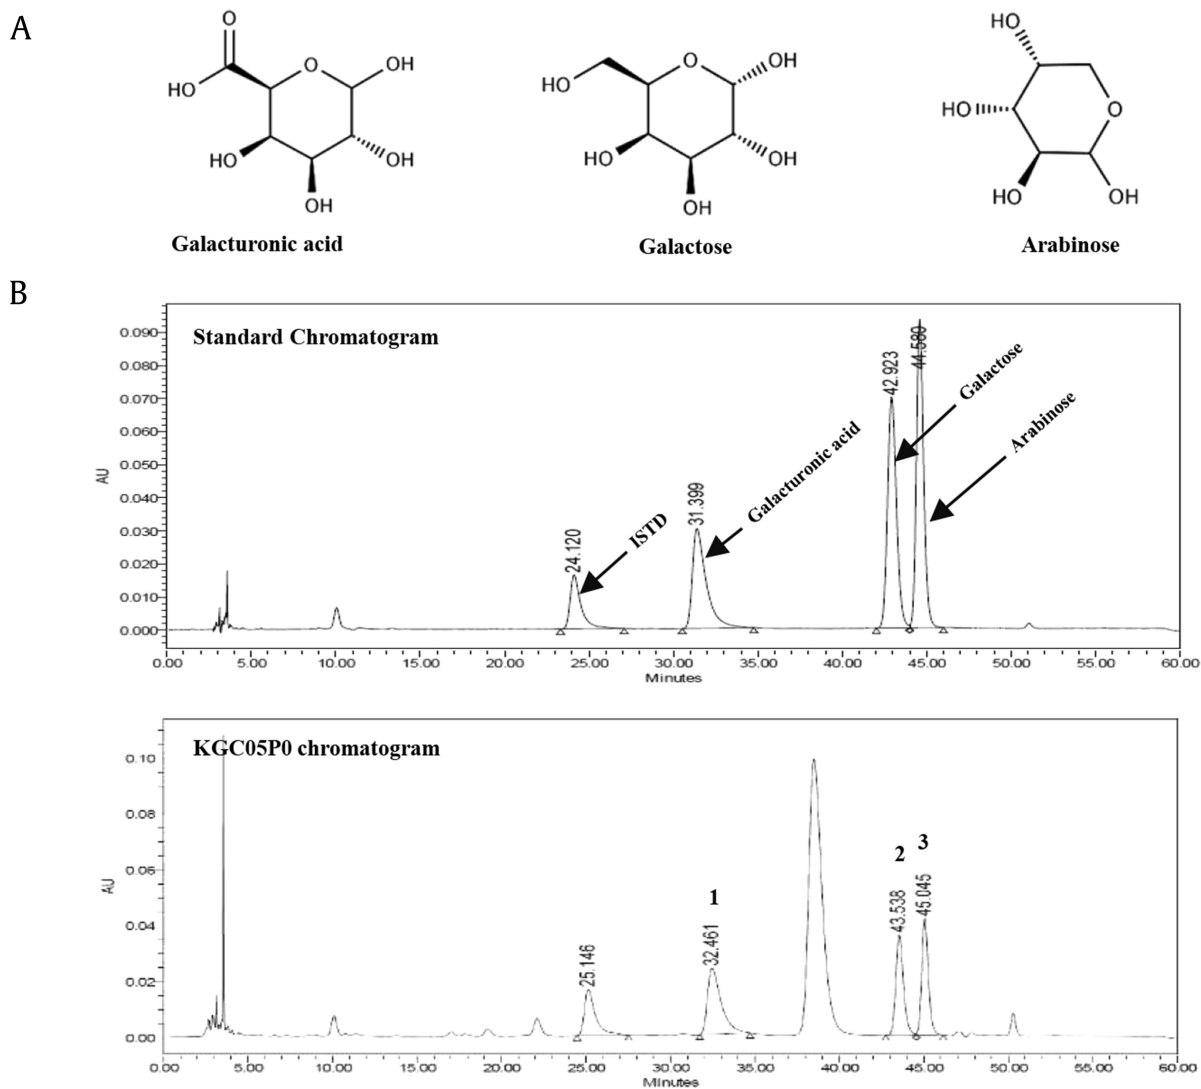 A
O
HO
O
OH
HO
OH
OH
Galacturonic acid
HO
O
OH
HO
OH
OH
Galactose
HO
HO
O
HO
OH
Arabinose
B
Standard Chromatogram
AU
0.090
0.080
0.070
0.060
0.050
0.040
0.030
0.020
0.010
0.000
24.120
ISTD
31.399
Galacturonic acid
42.923
Galactose
44.580
Arabinose
0.00 5.00 10.00 15.00 20.00 25.00 30.00 35.00 40.00 45.00 50.00 55.00 60.00
Minutes
KGC05P0 chromatogram
AU
0.10
0.08
0.06
0.04
0.02
0.00
25.146
1
32.461
2
43.538
3
45.045
0.00 5.00 10.00 15.00 20.00 25.00 30.00 35.00 40.00 45.00 50.00 55.00 60.00
Minutes